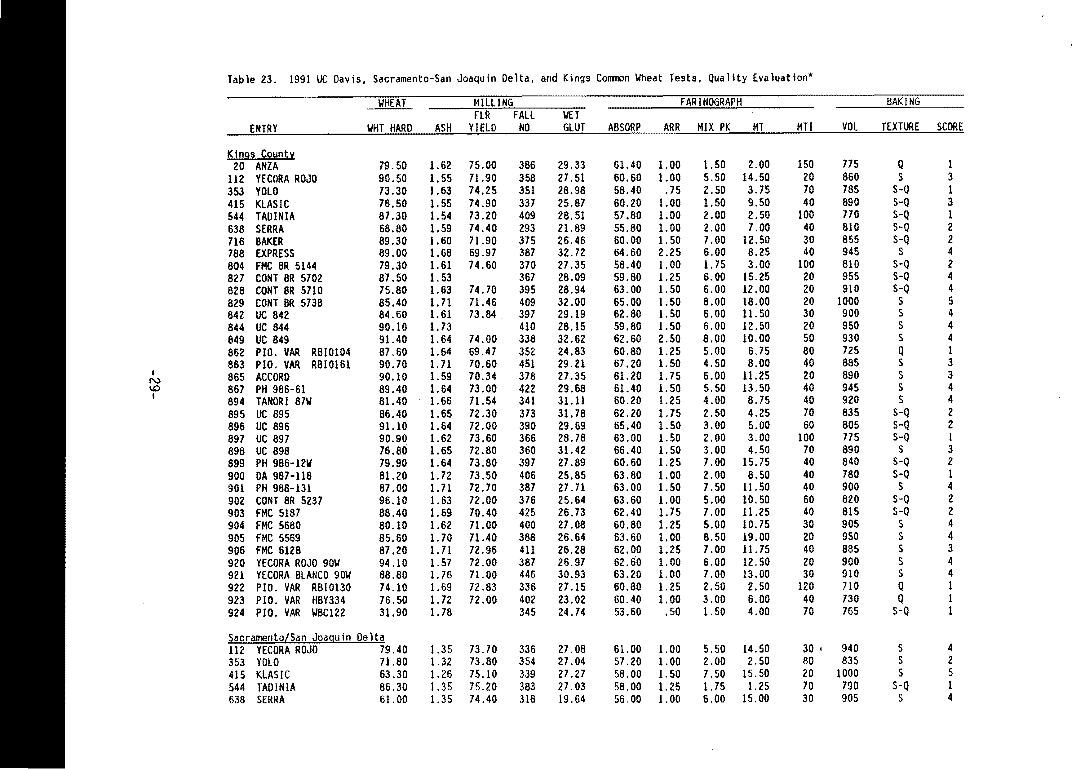 Table 23. 1991 UC Davis, Sacramento-San Joaquin Delta, and Kings Common Wheat Tests, Quality Evaluation*
WHEAT MILLING FARINOGRAPH BAKING
FLR FALL WET
ENTRY WHT HARD ASH YIELD NO GLUT ABSORP ARR MIX PK MT MTI VOL TEXTURE SCORE
Kings County
20 ANZA 79.50 1.62 75.00 386 29.33 61.40 1.00 1.50 2.00 150 775 Q 1
112 YECORA ROJO 90.50 1.55 71.90 358 27.51 60.60 1.00 5.50 14.50 20 860 S 3
353 YOLO 73.30 1.63 74.25 351 28.98 58.40 .75 2.50 3.75 70 785 S-Q 1
415 KLASIC 78.50 1.55 74.90 337 25.87 60.20 1.00 1.50 9.50 40 890 S-Q 3
544 TADINIA 87.30 1.54 73.20 409 28.51 57.80 1.00 2.00 2.50 100 770 S-Q 1
638 SERRA 68.80 1.59 74.40 293 21.89 55.80 1.00 2.00 7.00 40 810 S-Q 2
716 BAKER 89.30 1.60 71.90 375 26.46 60.00 1.50 7.00 12.50 30 855 S-Q 2
788 EXPRESS 89.00 1.68 69.97 387 32.72 64.60 2.25 6.00 8.25 40 945 S 4
804 FMC BR 5144 79.30 1.61 74.60 370 27.35 58.40 1.00 1.75 3.00 100 810 S-Q 2
827 CONT BR 5702 87.50 1.53 367 28.09 59.80 1.25 6.00 15.25 20 955 S-Q 4
828 CONT BR 5710 75.80 1.63 74.70 395 28.94 63.00 1.50 6.00 12.00 20 910 S-Q 4
829 CONT BR 5738 85.40 1.71 71.46 409 32.00 65.00 1.50 8.00 18.00 20 1000 S 5
842 UC 842 84.60 1.61 73.84 397 29.19 62.80 1.50 6.00 11.50 30 900 S 4
844 UC 844 90.10 1.73 410 28.15 59.80 1.50 6.00 12.50 20 950 S 4
849 UC 849 91.40 1.64 74.00 338 32.62 62.60 2.50 8.00 10.00 50 930 S 4
862 PIO. VAR RBI0104 87.60 1.64 69.47 352 24.83 60.80 1.25 5.00 6.75 80 725 Q 1
863 PIO. VAR RBI0161 90.70 1.71 70.60 451 29.21 67.20 1.50 4.50 8.00 40 885 S 3
865 ACCORD 90.10 1.59 70.34 378 27.35 61.20 1.75 6.00 11.25 20 890 S 3
867 PH 986-61 89.40 1.64 73.00 422 29.68 61.40 1.50 5.50 13.50 40 945 S 4
894 TANORI 87W 81.40 1.66 71.54 341 31.11 60.20 1.25 4.00 8.75 40 920 S 4
895 UC 895 86.40 1.65 72.30 373 31.78 62.20 1.75 2.50 4.25 70 835 S-Q 2
896 UC 896 91.10 1.64 72.00 390 29.69 65.40 1.50 3.00 5.00 60 805 S-Q 2
897 UC 897 90.90 1.62 73.60 366 28.78 63.00 1.50 2.00 3.00 100 775 S-Q 1
898 UC 898 76.80 1.65 72.80 360 31.42 66.40 1.50 3.00 4.50 70 890 S 3
899 PH 986-12W 79.90 1.64 73.80 397 27.89 60.60 1.25 7.00 15.75 40 840 S-Q 2
900 DA 987-118 81.20 1.72 73.50 406 25.85 63.80 1.00 2.00 8.50 40 780 S-Q 1
901 PH 988-131 87.00 1.71 72.70 387 27.71 63.00 1.50 7.50 11.50 40 900 S 4
902 CONT BR 5237 96.10 1.63 72.00 376 25.64 63.60 1.00 5.00 10.50 60 820 S-Q 2
903 FMC 5187 88.40 1.69 70.40 425 26.73 62.40 1.75 7.00 11.25 40 815 S-Q 2
904 FMC 5680 80.10 1.62 71.00 400 27.08 60.80 1.25 5.00 10.75 30 905 S 4
905 FMC 5569 85.60 1.70 71.40 388 26.64 63.60 1.00 8.50 19.00 20 950 S 4
906 FMC 6128 87.20 1.71 72.96 411 26.28 62.00 1.25 7.00 11.75 40 885 S 3
920 YECORA ROJO 90W 94.10 1.57 72.00 387 26.97 62.60 1.00 6.00 12.50 20 900 S 4
921 YECORA BLANCO 90W 88.80 1.76 71.00 446 30.93 63.20 1.00 7.00 13.00 30 910 S 4
922 PIO. VAR RBI0130 74.10 1.69 72.83 336 27.15 60.80 1.25 2.50 2.50 120 710 Q 1
923 PIO. VAR HBY334 76.50 1.72 72.00 402 23.02 60.40 1.00 3.00 6.00 40 730 Q 1
924 PIO. VAR WBC122 31.90 1.78 345 24.74 53.60 .50 1.50 4.00 70 765 S-Q 1
Sacramento/San Joaquin Delta
112 YECORA ROJO 79.40 1.35 73.70 336 27.08 61.00 1.00 5.50 14.50 30 940 S 4
353 YOLO 71.80 1.32 73.80 354 27.04 57.20 1.00 2.00 2.50 80 835 S 2
415 KLASIC 63.30 1.26 75.10 339 27.27 58.00 1.50 7.50 15.50 20 1000 S 5
544 TADINIA 86.30 1.35 75.20 383 27.03 58.00 1.25 1.75 1.25 70 790 S-Q 1
638 SERRA 61.00 1.35 74.40 318 19.64 56.00 1.00 6.00 15.00 30 905 S 4
-29-